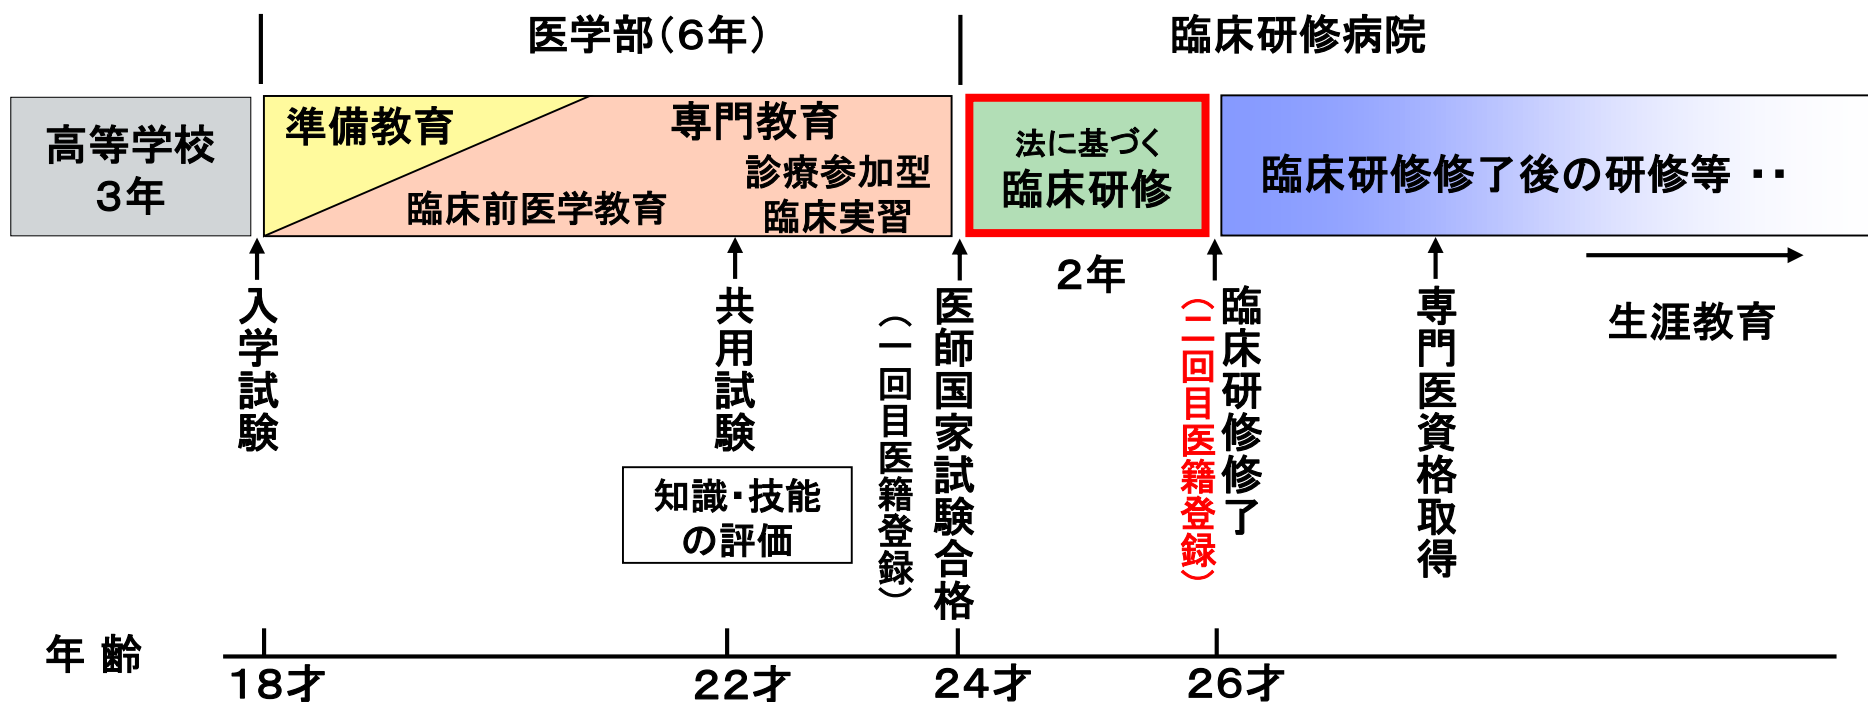 医学部(6年)
臨床研修病院
高等学校
3年
準備教育
専門教育
臨床前医学教育
診療参加型
臨床実習
法に基づく
臨床研修
臨床研修修了後の研修等 ・・
2年
入学試験
共用試験
知識・技能
の評価
医師国家試験合格
(一回目医籍登録)
臨床研修修了
(二回目医籍登録)
専門医資格取得
生涯教育
年 齢
18才
22才
24才
26才